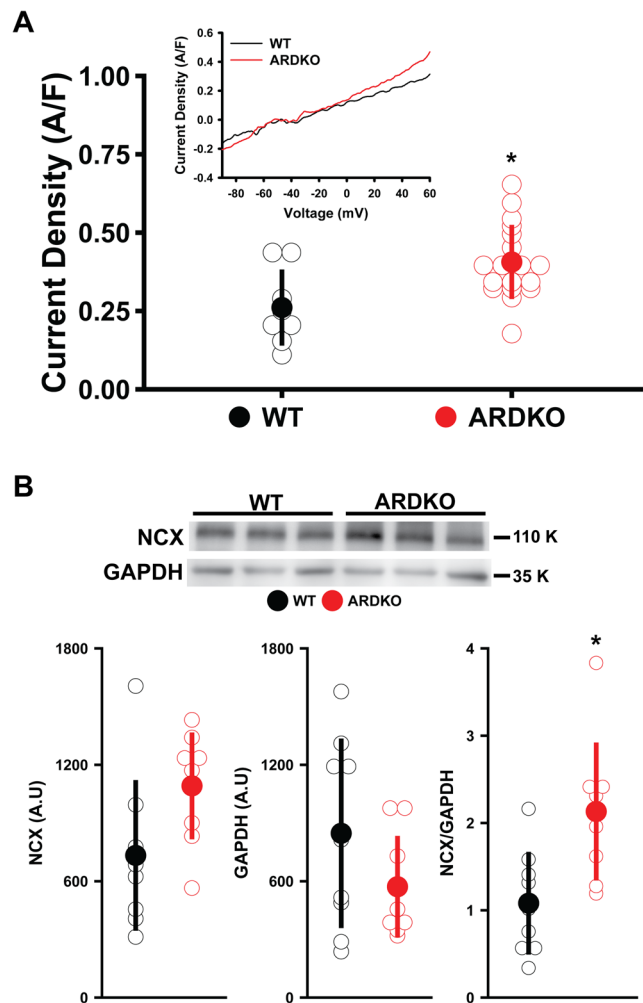 A
WT
ARDKO
Current Density (A/F)
0.6
0.4
0.2
0.0
-0.2
-0.4
-80 -60 -40 -20 0 20 40 60
Voltage (mV)
Current Density (A/F)
1.00
0.75
0.50
0.25
0.00
*
WT ARDKO
B
WT ARDKO
NCX 110 K
GAPDH 35 K
WT ARDKO
NCX (A.U)
1800
1200
600
0
GAPDH (A.U)
1800
1200
600
0
NCX/GAPDH
4
3
2
1
0
*